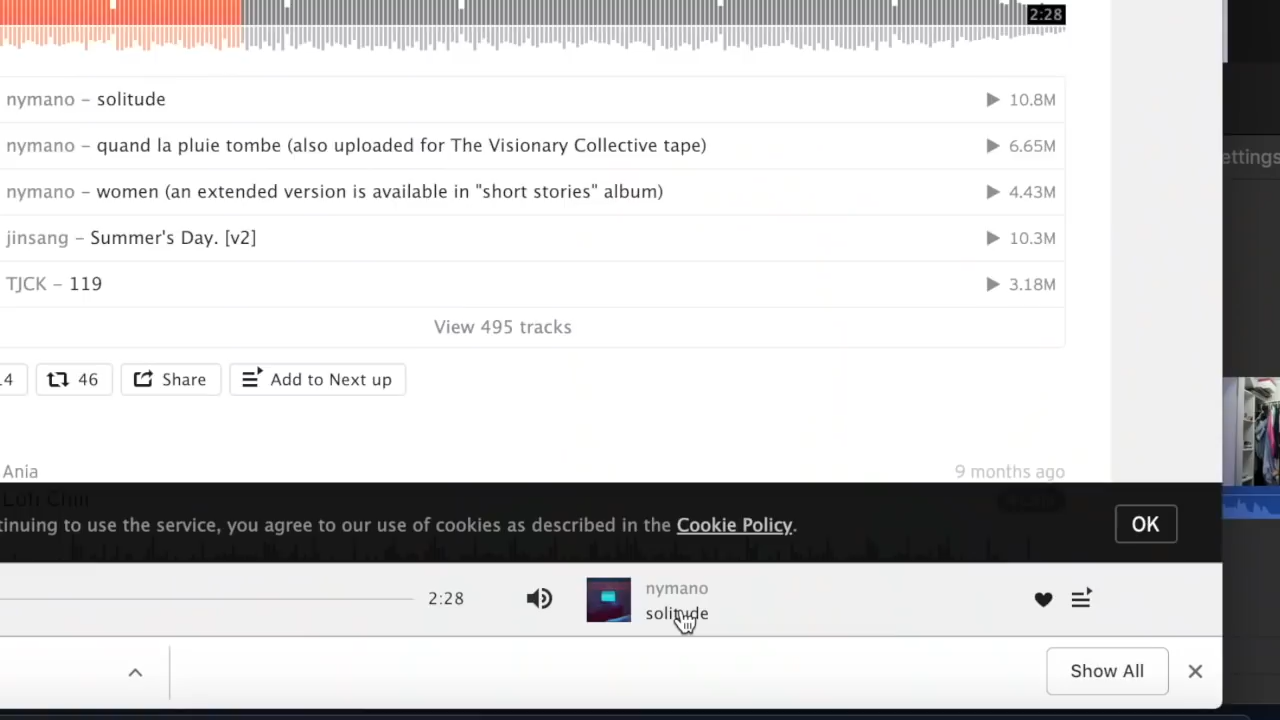 2:28
nymano – solitude 10.8M
nymano – quand la pluie tombe (also uploaded for The Visionary Collective tape) 6.65M
nymano – women (an extended version is available in "short stories" album) 4.43M
jinsang – Summer's Day. [v2] 10.3M
TJCK – 119 3.18M
View 495 tracks
46 Share Add to Next up
Ania 9 months ago
Lofi Chill
to using the service, you agree to our use of cookies as described in the Cookie Policy. OK
2:28 nymano
solitude
Show All